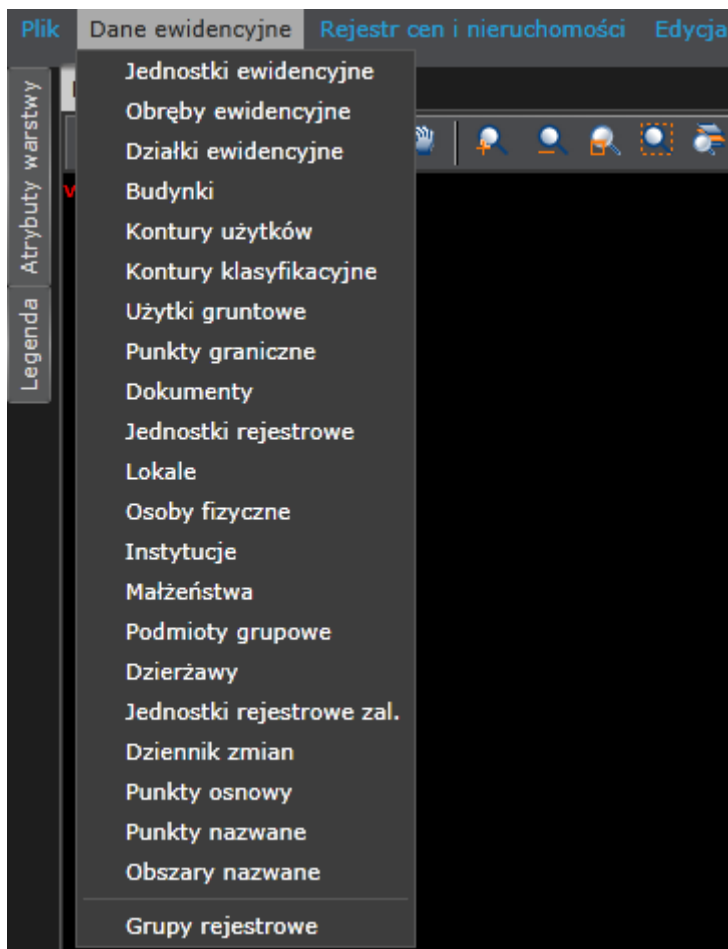 Plik Dane ewidencyjne Rejestr cen i nieruchomości Edycja
Atrybuty warstwy
Legenda
Jednostki ewidencyjne
Obręby ewidencyjne
Działki ewidencyjne
Budynki
Kontury użytków
Kontury klasyfikacyjne
Użytki gruntowe
Punkty graniczne
Dokumenty
Jednostki rejestrowe
Lokale
Osoby fizyczne
Instytucje
Małżeństwa
Podmioty grupowe
Dzierżawy
Jednostki rejestrowe zal.
Dziennik zmian
Punkty osnowy
Punkty nazwane
Obszary nazwane
Grupy rejestrowe